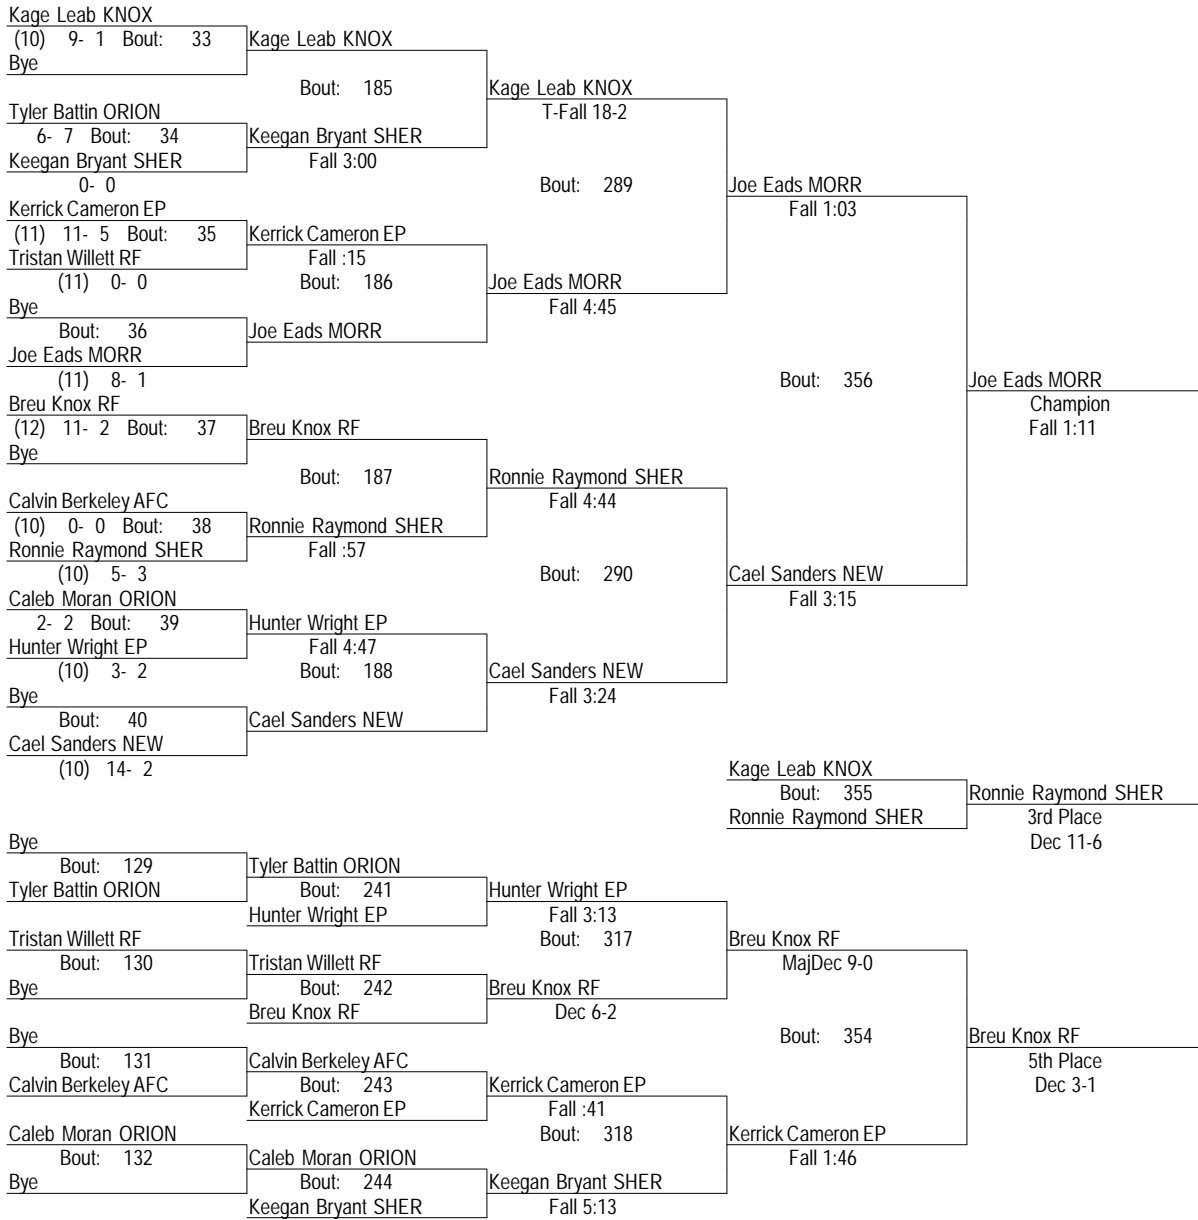 Kage Leab KNOX
(10) 9- 1 Bout: 33 Kage Leab KNOX
Bye
Bout: 185 Kage Leab KNOX
Tyler Battin ORION T-Fall 18-2
6- 7 Bout: 34 Keegan Bryant SHER
Keegan Bryant SHER Fall 3:00
0- 0 Bout: 289 Joe Eads MORR
Kerrick Cameron EP Fall 1:03
(11) 11- 5 Bout: 35 Kerrick Cameron EP
Tristan Willett RF Fall :15
(11) 0- 0 Bout: 186 Joe Eads MORR
Bye Fall 4:45
Bout: 36 Joe Eads MORR
Joe Eads MORR
(11) 8- 1 Bout: 356 Joe Eads MORR
Breu Knox RF Champion
(12) 11- 2 Bout: 37 Breu Knox RF Fall 1:11
Bye
Bout: 187 Ronnie Raymond SHER
Calvin Berkeley AFC Fall 4:44
(10) 0- 0 Bout: 38 Ronnie Raymond SHER
Ronnie Raymond SHER Fall :57
(10) 5- 3 Bout: 290 Cael Sanders NEW
Caleb Moran ORION Fall 3:15
2- 2 Bout: 39 Hunter Wright EP
Hunter Wright EP Fall 4:47
(10) 3- 2 Bout: 188 Cael Sanders NEW
Bye Fall 3:24
Bout: 40 Cael Sanders NEW
Cael Sanders NEW
(10) 14- 2 Kage Leab KNOX
Bout: 355 Ronnie Raymond SHER
Ronnie Raymond SHER 3rd Place
Bye Dec 11-6
Bout: 129 Tyler Battin ORION
Tyler Battin ORION Bout: 241 Hunter Wright EP
Hunter Wright EP Fall 3:13
Tristan Willett RF Bout: 317 Breu Knox RF
Bout: 130 Tristan Willett RF MajDec 9-0
Bye Bout: 242 Breu Knox RF
Breu Knox RF Dec 6-2
Bye Bout: 354 Breu Knox RF
Bout: 131 Calvin Berkeley AFC 5th Place
Calvin Berkeley AFC Bout: 243 Kerrick Cameron EP Dec 3-1
Kerrick Cameron EP Fall :41
Caleb Moran ORION Bout: 318 Kerrick Cameron EP
Bout: 132 Caleb Moran ORION Fall 1:46
Bye Bout: 244 Keegan Bryant SHER
Keegan Bryant SHER Fall 5:13